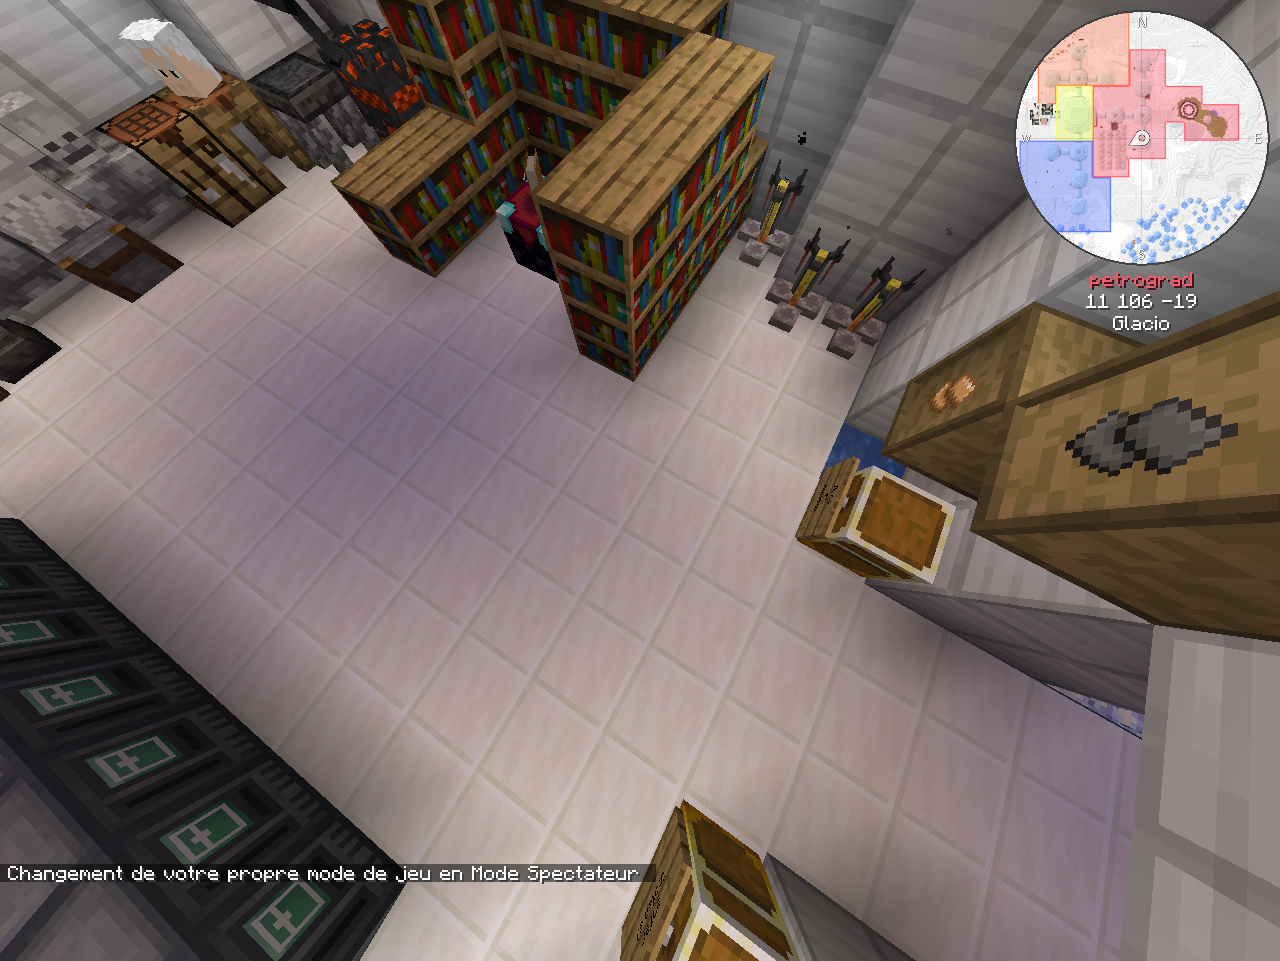 N
W
E
S
petrograd
11 106 -19
Glacio
Changement de votre propre mode de jeu en Mode Spectateur